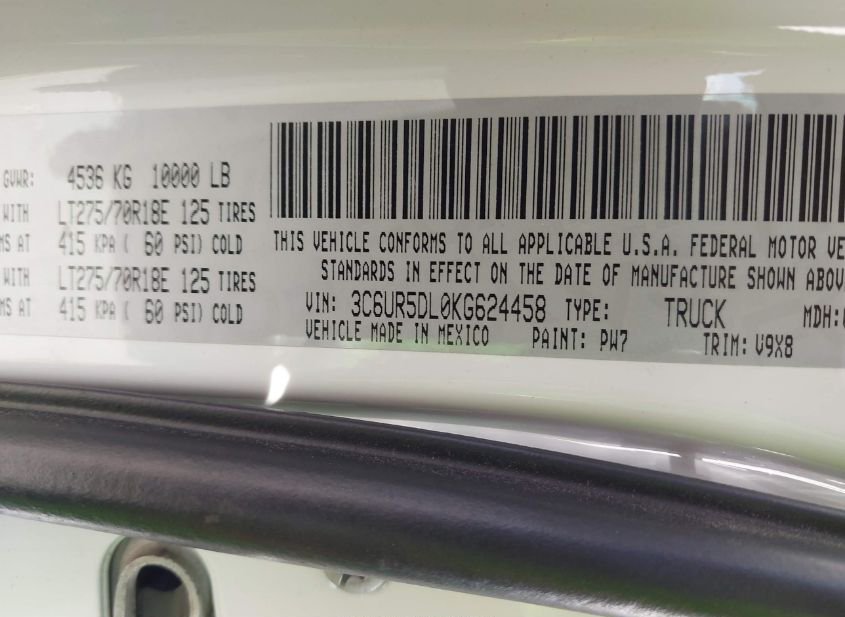 GVWR: 4536 KG 10000 LB
WITH LT275/70R18E 125 TIRES
MS AT 415 KPA ( 60 PSI) COLD
WITH LT275/70R18E 125 TIRES
MS AT 415 KPA ( 60 PSI) COLD
THIS VEHICLE CONFORMS TO ALL APPLICABLE U.S.A. FEDERAL MOTOR VE
STANDARDS IN EFFECT ON THE DATE OF MANUFACTURE SHOWN ABOV
VIN: 3C6UR5DL0KG624458 TYPE: TRUCK MDH:
VEHICLE MADE IN MEXICO PAINT: PW7 TRIM: V9X8